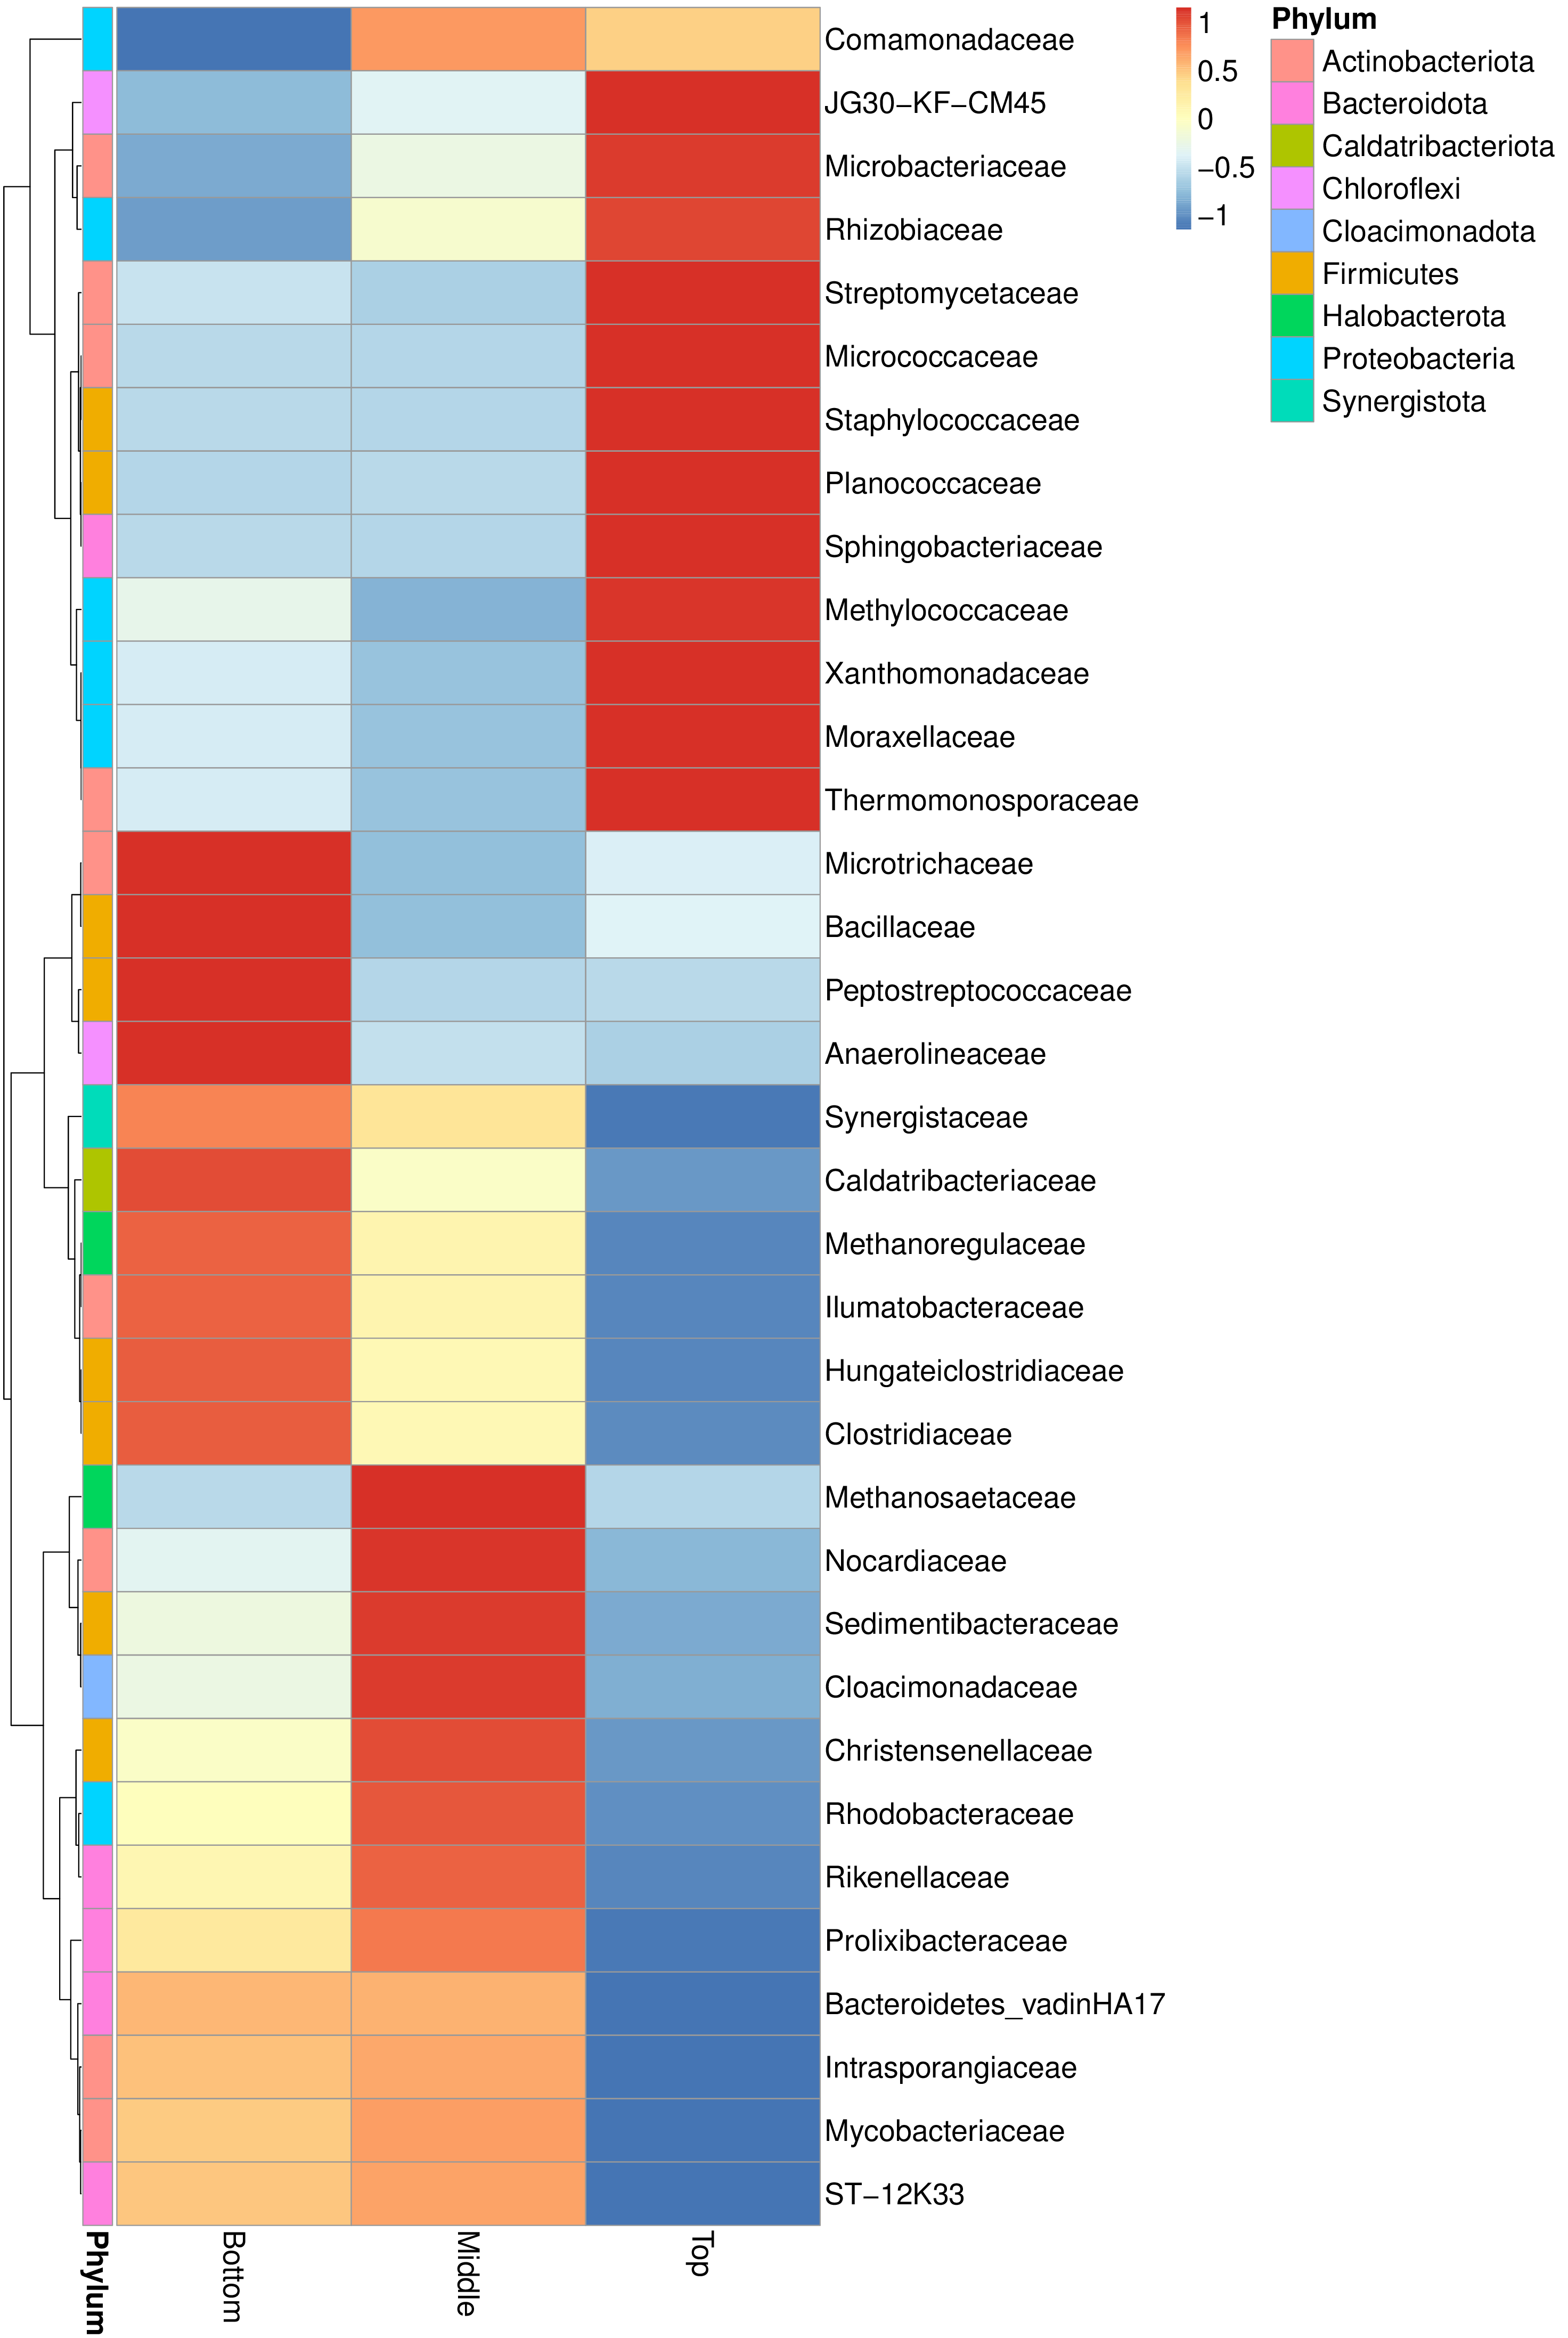 Comamonadaceae
JG30−KF−CM45
Microbacteriaceae
Rhizobiaceae
Streptomycetaceae
Micrococcaceae
Staphylococcaceae
Planococcaceae
Sphingobacteriaceae
Methylococcaceae
Xanthomonadaceae
Moraxellaceae
Thermomonosporaceae
Microtrichaceae
Bacillaceae
Peptostreptococcaceae
Anaerolineaceae
Synergistaceae
Caldatribacteriaceae
Methanoregulaceae
Ilumatobacteraceae
Hungateiclostridiaceae
Clostridiaceae
Methanosaetaceae
Nocardiaceae
Sedimentibacteraceae
Cloacimonadaceae
Christensenellaceae
Rhodobacteraceae
Rikenellaceae
Prolixibacteraceae
Bacteroidetes_vadinHA17
Intrasporangiaceae
Mycobacteriaceae
ST−12K33
Phylum
Bottom
Middle
Top
1
0.5
0
−0.5
−1
Phylum
Actinobacteriota
Bacteroidota
Caldatribacteriota
Chloroflexi
Cloacimonadota
Firmicutes
Halobacterota
Proteobacteria
Synergistota